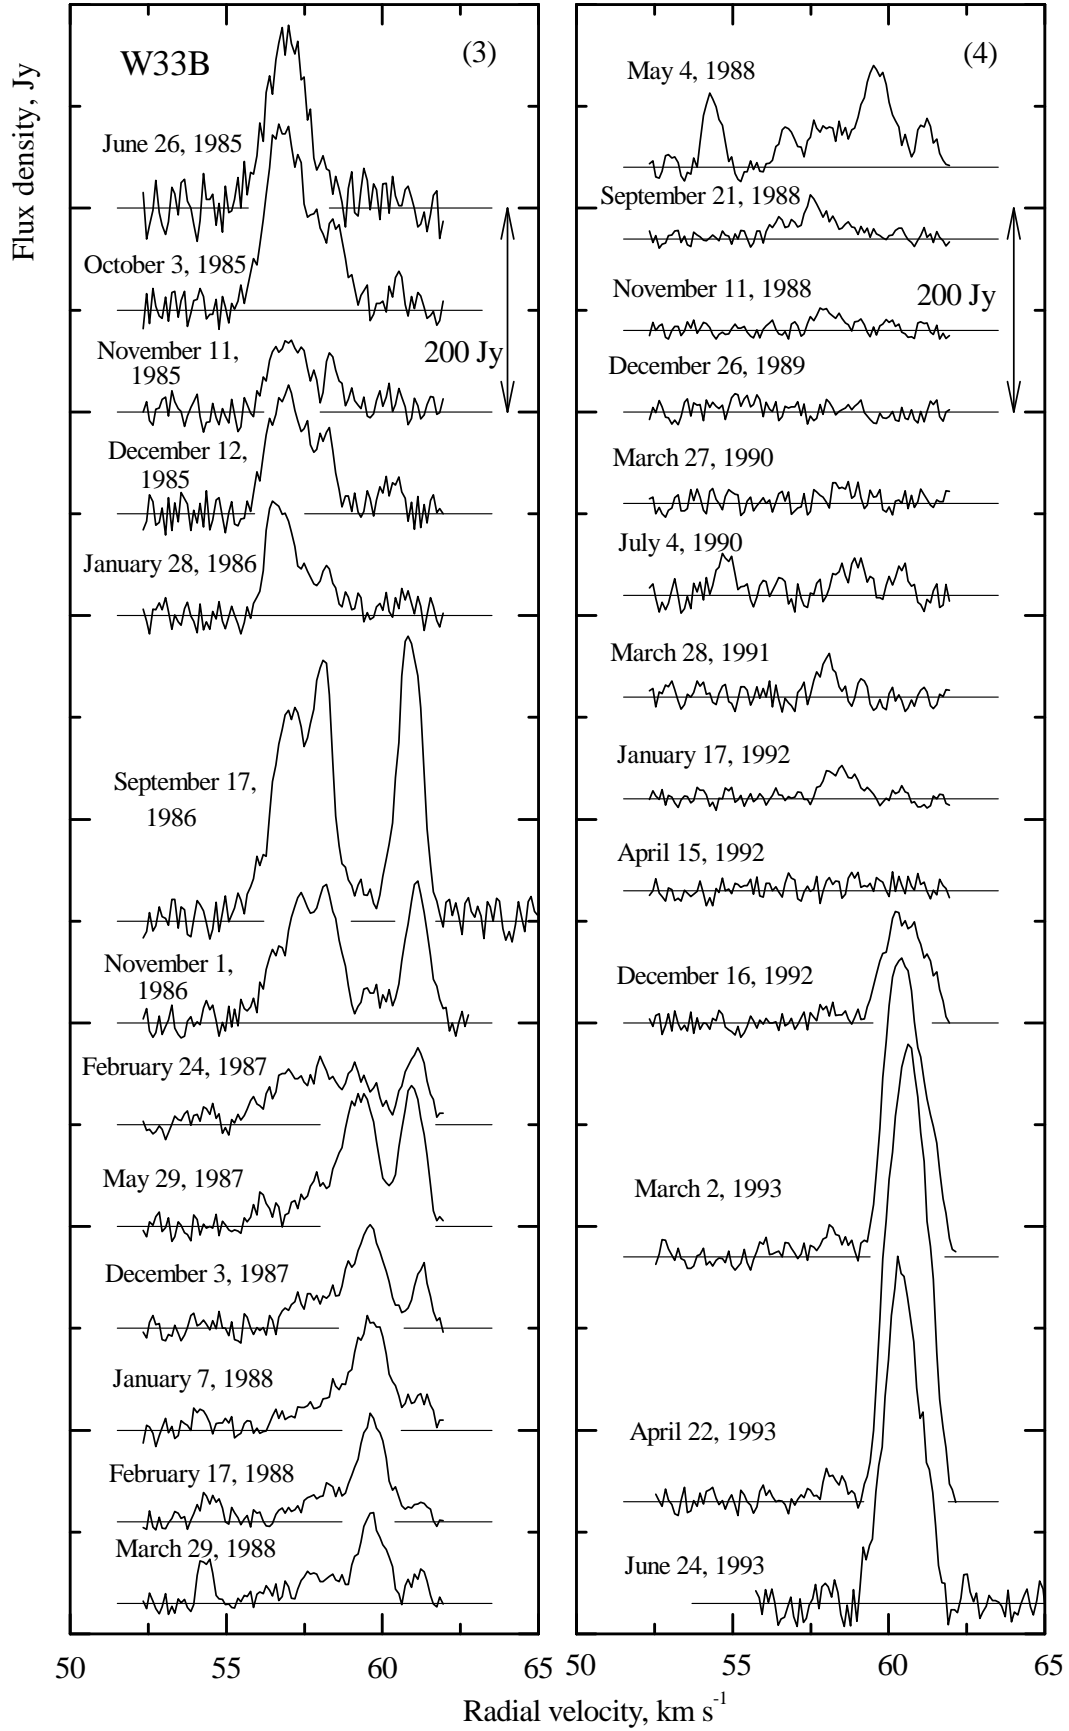 Flux density, Jy
W33B
(3)
June 26, 1985
October 3, 1985
November 11,
1985
200 Jy
December 12,
1985
January 28, 1986
September 17,
1986
November 1,
1986
February 24, 1987
May 29, 1987
December 3, 1987
January 7, 1988
February 17, 1988
March 29, 1988
50 55 60 65
(4)
May 4, 1988
September 21, 1988
November 11, 1988
200 Jy
December 26, 1989
March 27, 1990
July 4, 1990
March 28, 1991
January 17, 1992
April 15, 1992
December 16, 1992
March 2, 1993
April 22, 1993
June 24, 1993
50 55 60 65
Radial velocity, km s⁻¹